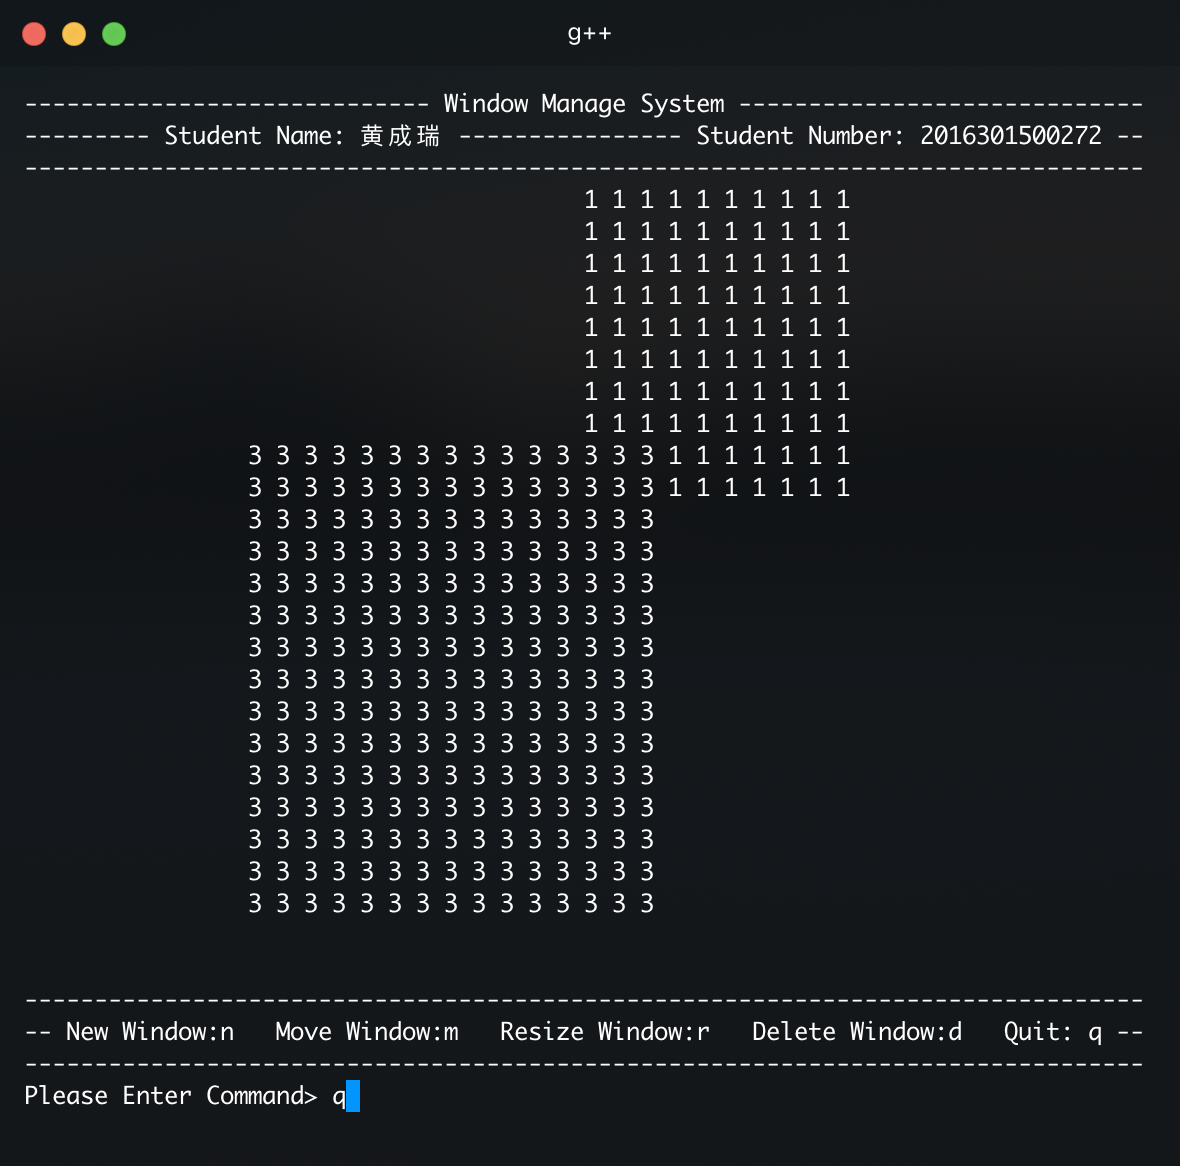 g++
----------------------------- Window Manage System -----------------------------
--------- Student Name: 黄成瑞 ---------------- Student Number: 2016301500272 --
--------------------------------------------------------------------------------
1 1 1 1 1 1 1 1 1 1
1 1 1 1 1 1 1 1 1 1
1 1 1 1 1 1 1 1 1 1
1 1 1 1 1 1 1 1 1 1
1 1 1 1 1 1 1 1 1 1
1 1 1 1 1 1 1 1 1 1
1 1 1 1 1 1 1 1 1 1
1 1 1 1 1 1 1 1 1 1
3 3 3 3 3 3 3 3 3 3 3 3 3 3 3 1 1 1 1 1 1 1
3 3 3 3 3 3 3 3 3 3 3 3 3 3 3 1 1 1 1 1 1 1
3 3 3 3 3 3 3 3 3 3 3 3 3 3 3
3 3 3 3 3 3 3 3 3 3 3 3 3 3 3
3 3 3 3 3 3 3 3 3 3 3 3 3 3 3
3 3 3 3 3 3 3 3 3 3 3 3 3 3 3
3 3 3 3 3 3 3 3 3 3 3 3 3 3 3
3 3 3 3 3 3 3 3 3 3 3 3 3 3 3
3 3 3 3 3 3 3 3 3 3 3 3 3 3 3
3 3 3 3 3 3 3 3 3 3 3 3 3 3 3
3 3 3 3 3 3 3 3 3 3 3 3 3 3 3
3 3 3 3 3 3 3 3 3 3 3 3 3 3 3
3 3 3 3 3 3 3 3 3 3 3 3 3 3 3
3 3 3 3 3 3 3 3 3 3 3 3 3 3 3
3 3 3 3 3 3 3 3 3 3 3 3 3 3 3
--------------------------------------------------------------------------------
-- New Window:n   Move Window:m   Resize Window:r   Delete Window:d   Quit: q --
--------------------------------------------------------------------------------
Please Enter Command> q